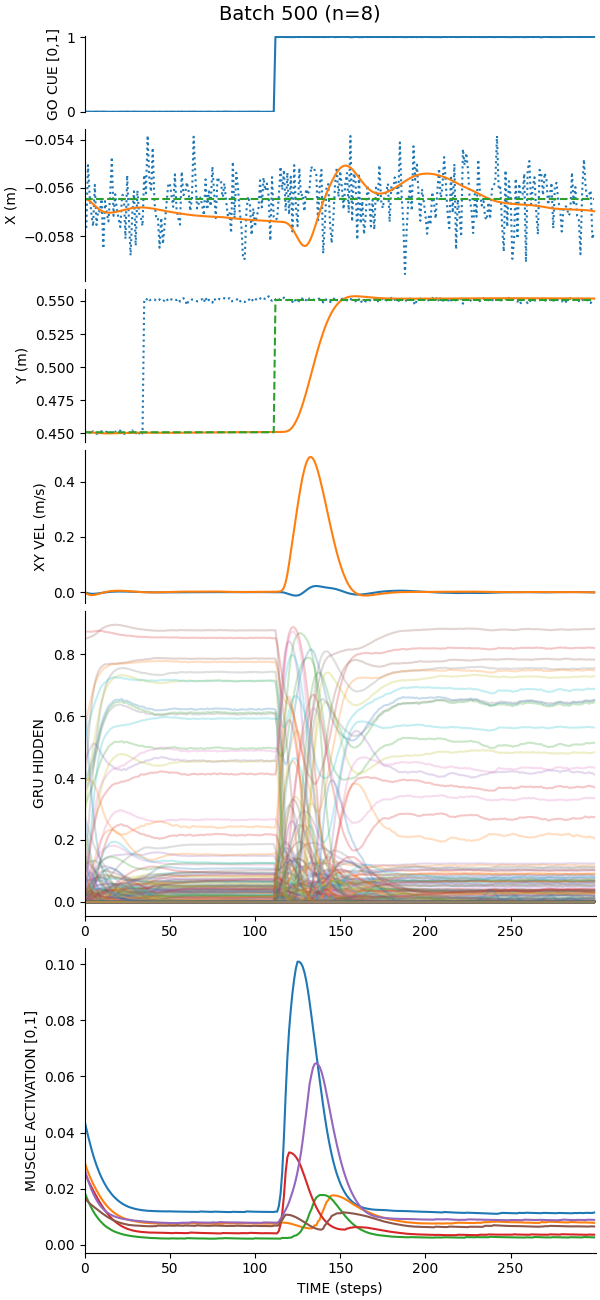 Batch 500 (n=8)
GO CUE [0,1]
1
0
X (m)
−0.054
−0.056
−0.058
Y (m)
0.550
0.525
0.500
0.475
0.450
XY VEL (m/s)
0.4
0.2
0.0
GRU HIDDEN
0.8
0.6
0.4
0.2
0.0
0 50 100 150 200 250
MUSCLE ACTIVATION [0,1]
0.10
0.08
0.06
0.04
0.02
0.00
0 50 100 150 200 250
TIME (steps)